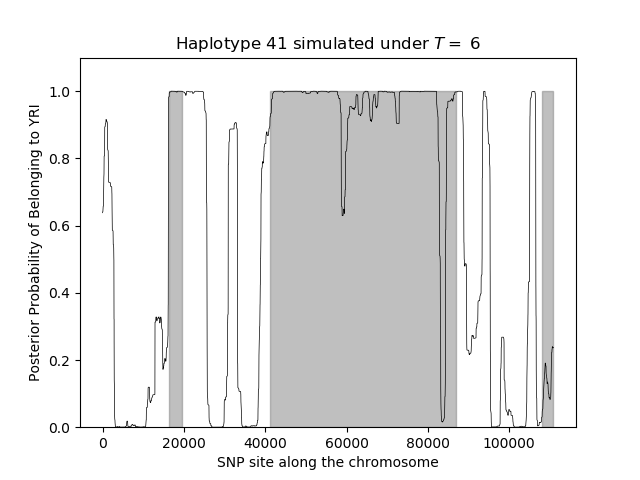 Haplotype 41 simulated under T = 6
Posterior Probability of Belonging to YRI
1.0
0.8
0.6
0.4
0.2
0.0
0 20000 40000 60000 80000 100000
SNP site along the chromosome